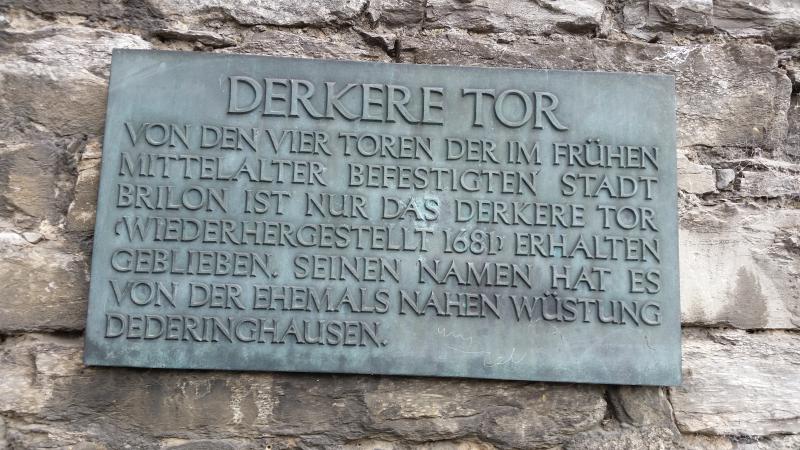 DERKERE TOR
VON DEN VIER TOREN DER IM FRÜHEN
MITTELALTER BEFESTIGTEN STADT
BRILON IST NUR DAS DERKERE TOR
(WIEDERHERGESTELLT 1681) ERHALTEN
GEBLIEBEN. SEINEN NAMEN HAT ES
VON DER EHEMALS NAHEN WÜSTUNG
DEDERINGHAUSEN.